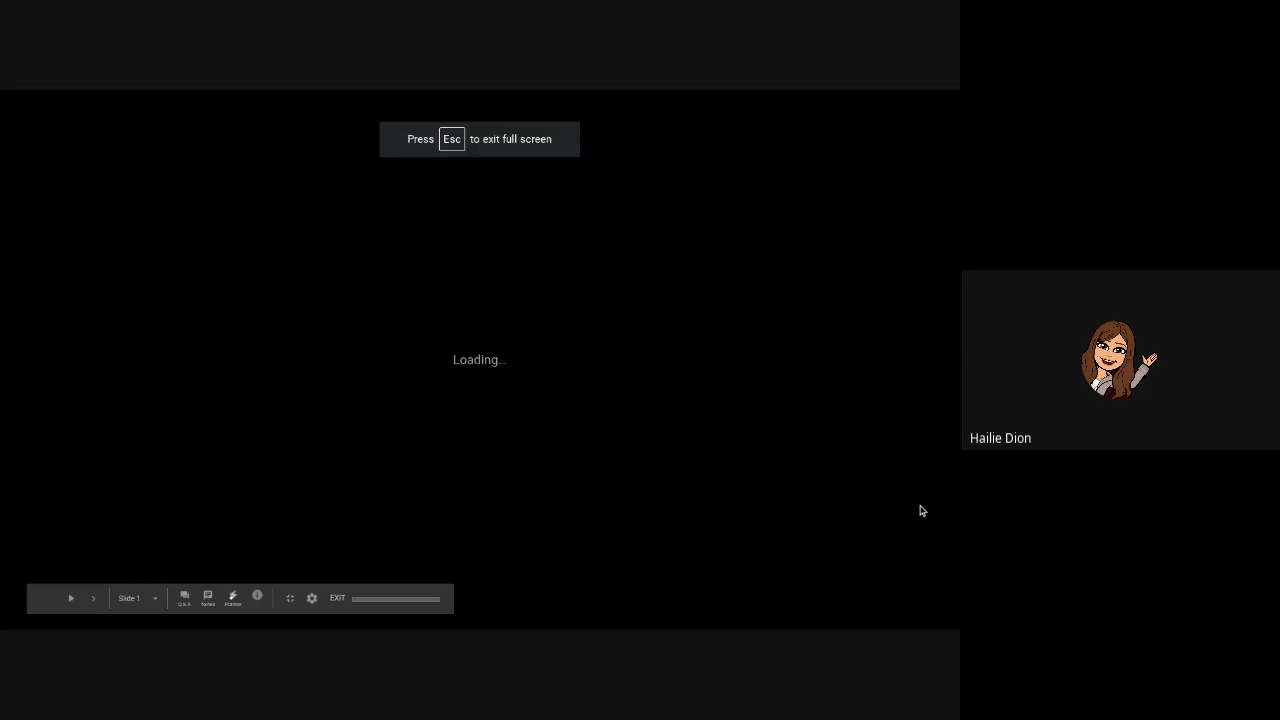 Press Esc to exit full screen
Loading...
Hailie Dion
Slide 1
Q&A Notes Pointer
EXIT